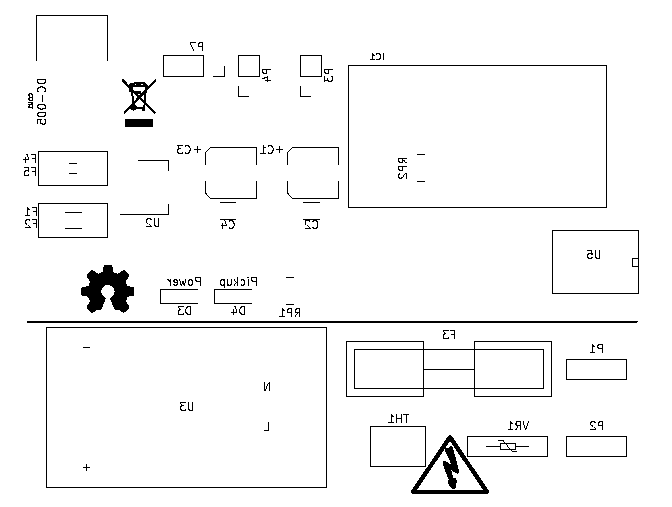 P7
IC1
P4
P3
DC-005
C3
+
C1
+
F4
F5
RP2
F1
F2
U2
C4
C2
U5
Power
Pickup
D3
D4
RP1
F3
P1
−
N
U3
TH1
VR1
P2
L
+